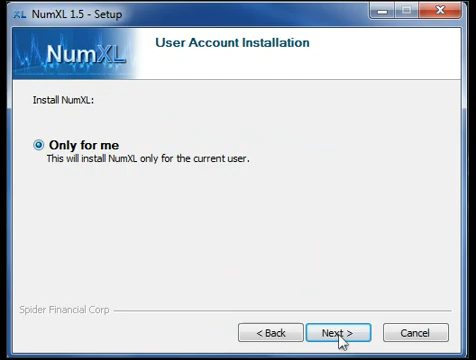 XL NumXL 1.5 - Setup
NumXL
User Account Installation
Install NumXL:
Only for me
This will install NumXL only for the current user.
Spider Financial Corp
< Back
Next >
Cancel